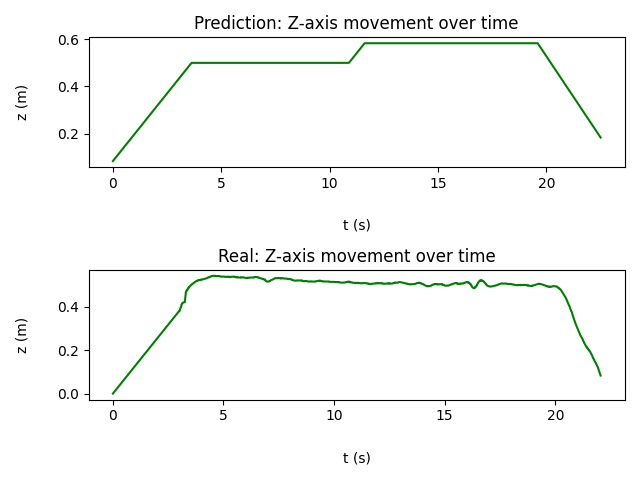 Prediction: Z-axis movement over time
0.6
0.4
0.2
z (m)
0 5 10 15 20
t (s)
Real: Z-axis movement over time
0.4
0.2
0.0
z (m)
0 5 10 15 20
t (s)